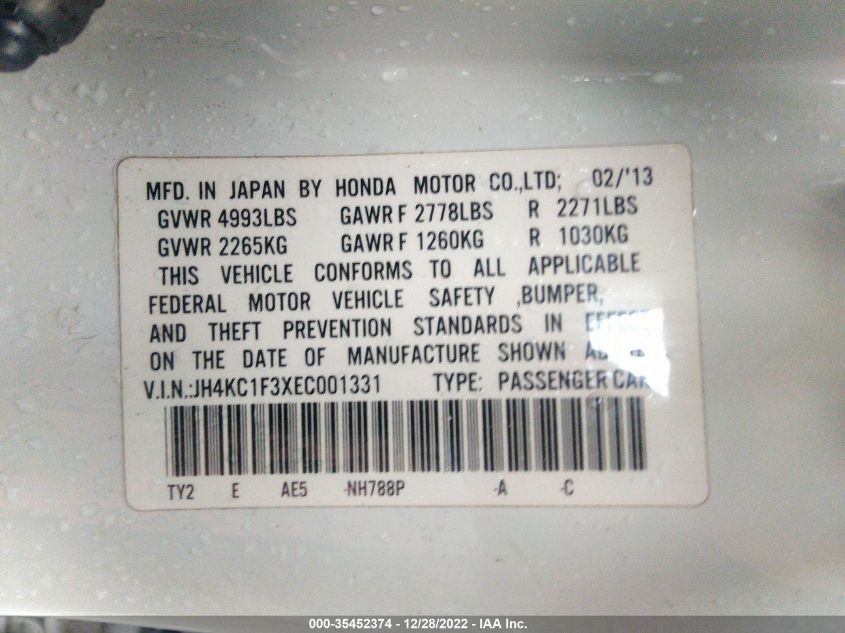 MFD. IN JAPAN BY HONDA MOTOR CO.,LTD; 02/'13
GVWR 4993LBS GAWR F 2778LBS R 2271LBS
GVWR 2265KG GAWR F 1260KG R 1030KG
THIS VEHICLE CONFORMS TO ALL APPLICABLE
FEDERAL MOTOR VEHICLE SAFETY ,BUMPER,
AND THEFT PREVENTION STANDARDS IN EFFECT
ON THE DATE OF MANUFACTURE SHOWN
V.I.N.:JH4KC1F3XEC001331 TYPE: PASSENGER CAR
TY2 E AE5 -NH788P -A -C
000-35452374 - 12/28/2022 - IAA Inc.